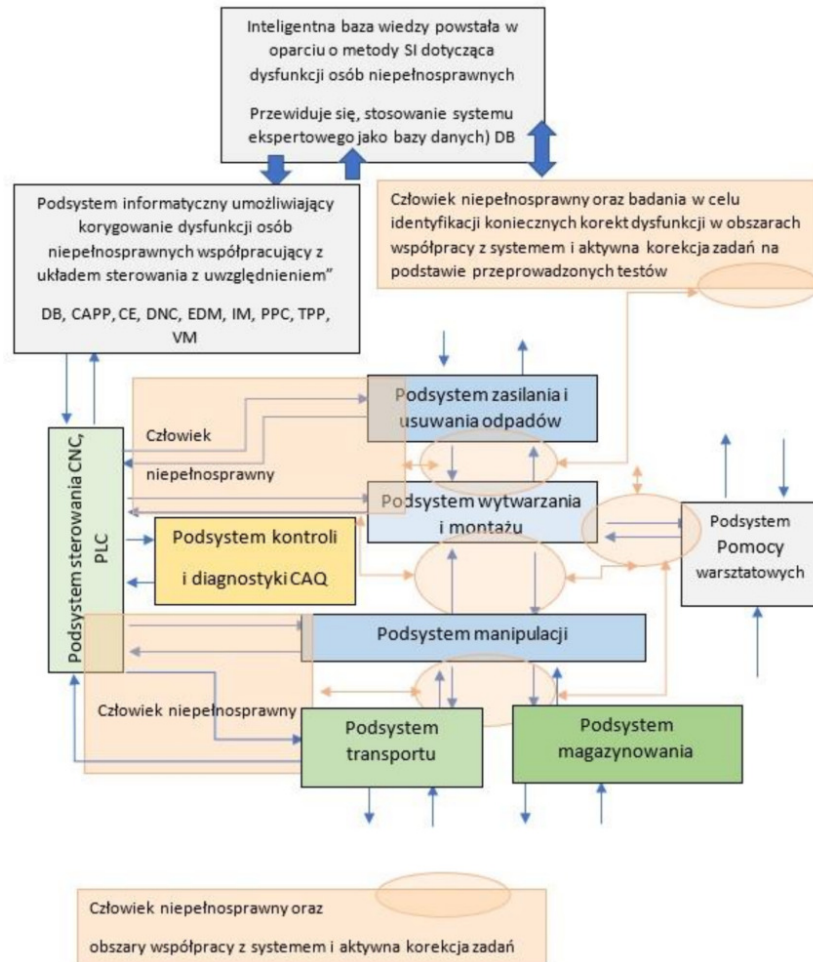 Inteligentna baza wiedzy powstała w
oparciu o metody SI dotycząca
dysfunkcji osób niepełnosprawnych
Przewiduje się, stosowanie systemu
ekspertowego jako bazy danych) DB
Podsystem informatyczny umożliwiający
korygowanie dysfunkcji osób
niepełnosprawnych współpracujący z
układem sterowania z uwzględnieniem”
DB, CAPP, CE, DNC, EDM, IM, PPC, TPP,
VM
Człowiek niepełnosprawny oraz badania w celu
identyfikacji koniecznych korekt dysfunkcji w obszarach
współpracy z systemem i aktywna korekcja zadań na
podstawie przeprowadzonych testów
Podsystem zasilania i
usuwania odpadów
Człowiek
niepełnosprawny
Podsystem sterowania CNC,
PLC
Podsystem wytwarzania
i montażu
Podsystem
Pomocy
warsztatowych
Podsystem kontroli
i diagnostyki CAQ
Podsystem manipulacji
Człowiek niepełnosprawny
Podsystem
transportu
Podsystem
magazynowania
Człowiek niepełnosprawny oraz
obszary współpracy z systemem i aktywna korekcja zadań